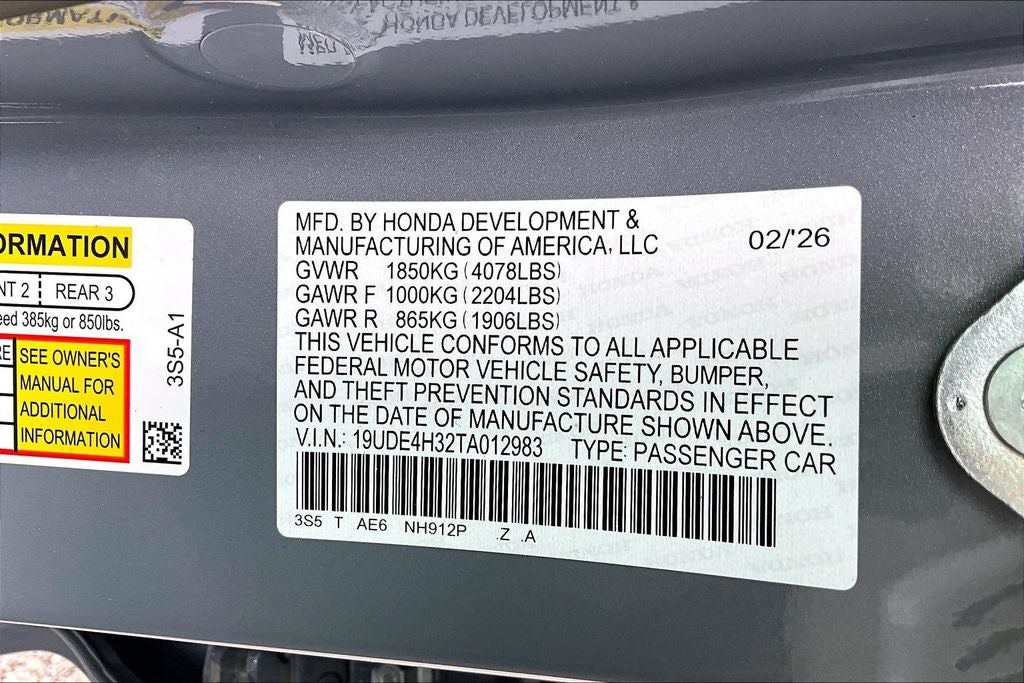 HONDA DEVELOPMENT &
ORMATION
NT 2 REAR 3
eed 385kg or 850lbs.
RE
SEE OWNER'S
MANUAL FOR
ADDITIONAL
INFORMATION
3S5-A1
MFD. BY HONDA DEVELOPMENT &
MANUFACTURING OF AMERICA, LLC 02/'26
GVWR 1850KG (4078LBS)
GAWR F 1000KG (2204LBS)
GAWR R 865KG (1906LBS)
THIS VEHICLE CONFORMS TO ALL APPLICABLE
FEDERAL MOTOR VEHICLE SAFETY, BUMPER,
AND THEFT PREVENTION STANDARDS IN EFFECT
ON THE DATE OF MANUFACTURE SHOWN ABOVE.
V.I.N.: 19UDE4H32TA012983 TYPE: PASSENGER CAR
3S5 T AE6 NH912P .Z .A